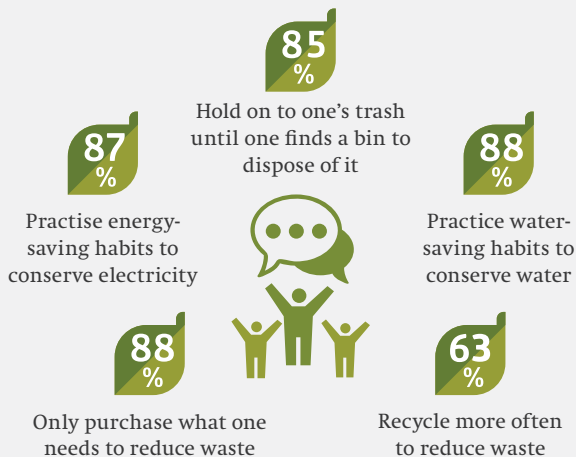 85
%
Hold on to one's trash
until one finds a bin to
dispose of it
87
%
Practise energy-
saving habits to
conserve electricity
88
%
Practice water-
saving habits to
conserve water
88
%
Only purchase what one
needs to reduce waste
63
%
Recycle more often
to reduce waste